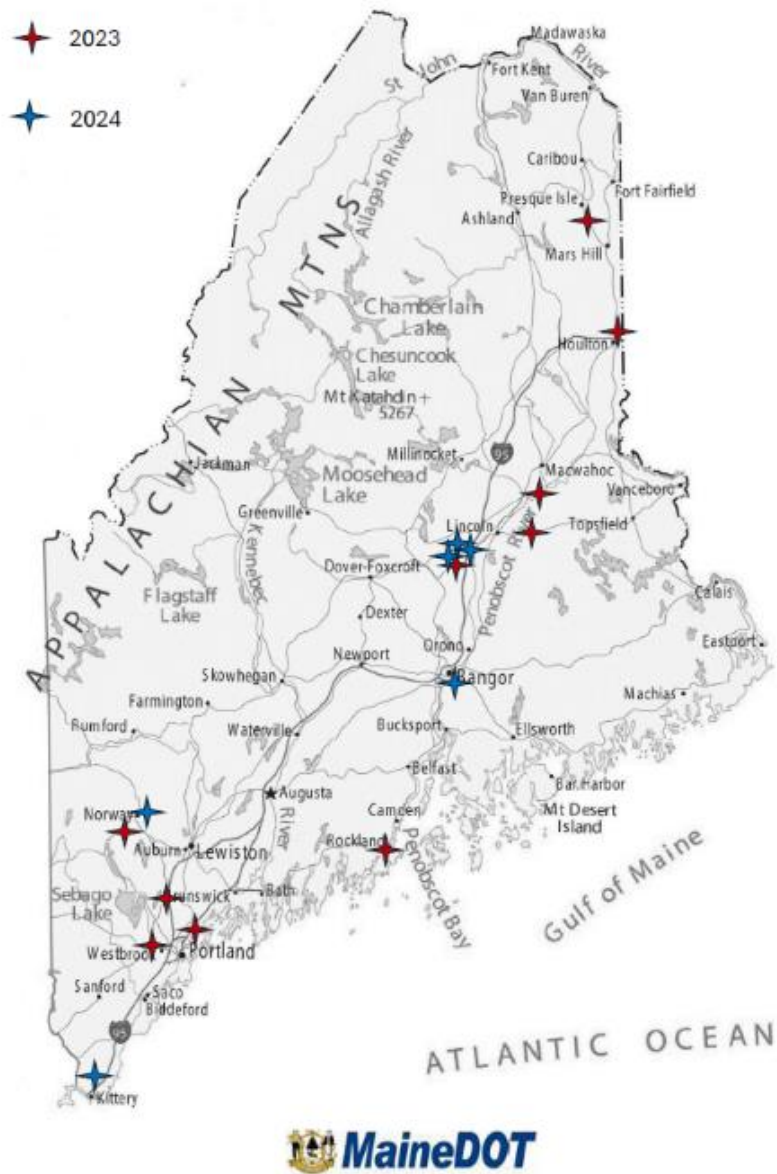 2023
2024
Madawaska
St John
River
Fort Kent
Van Buren
Allagash River
Caribou
Presque Isle
Fort Fairfield
Ashland
Mars Hill
APPALACHIAN MTNS
Chamberlain
Lake
Chesuncook
Lake
Houlton
Mt Katahdin +
5267
95
Millinocket
Jackman
Macwahoc
Moosehead
Lake
Vanceboro
Greenville
Lincoln
Topsfield
Kennebec
Penobscot River
Dover-Foxcroft
Flagstaff
Lake
Calais
Dexter
Orono
Eastport
Newport
Skowhegan
Bangor
Farmington
Machias
Rumford
Waterville
Bucksport
Ellsworth
Belfast
Bar Harbor
Augusta
Mt Desert
Island
Norway
Camden
River
Auburn
Lewiston
Rockland
Penobscot Bay
Gulf of Maine
Sebago
Lake
Brunswick
Bath
Westbrook
Portland
Sanford
Saco
Biddeford
95
ATLANTIC OCEAN
Kittery
MaineDOT